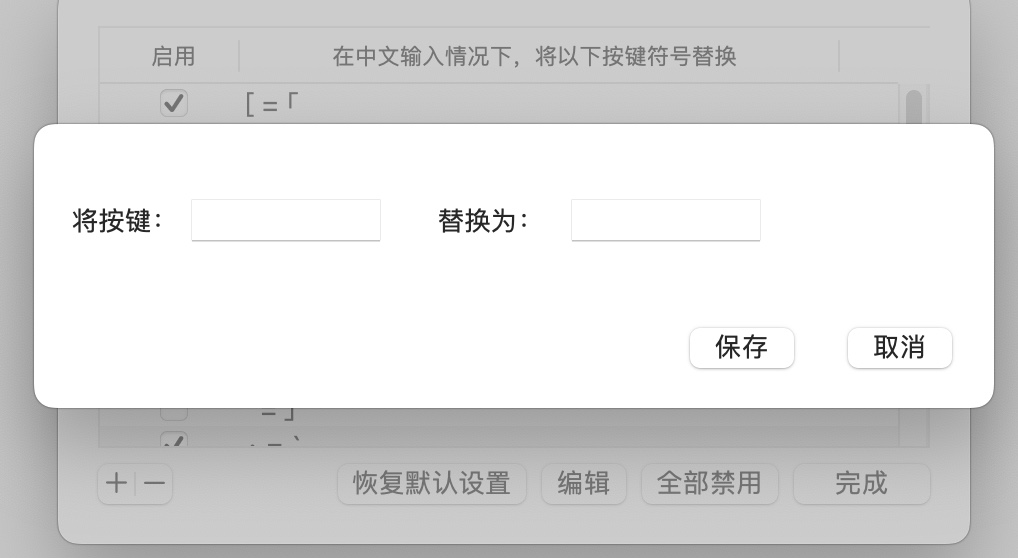 启用 在中文输入情况下，将以下按键符号替换
[ = 「
将按键： 替换为：
保存 取消
恢复默认设置 编辑 全部禁用 完成